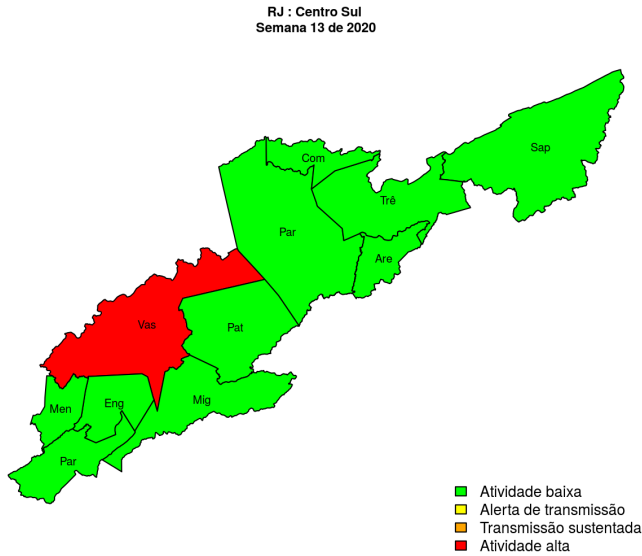 RJ : Centro Sul
Semana 13 de 2020
Sap
Com
Trê
Par
Are
Vas
Pat
Mig
Men
Eng
Par
Atividade baixa
Alerta de transmissão
Transmissão sustentada
Atividade alta